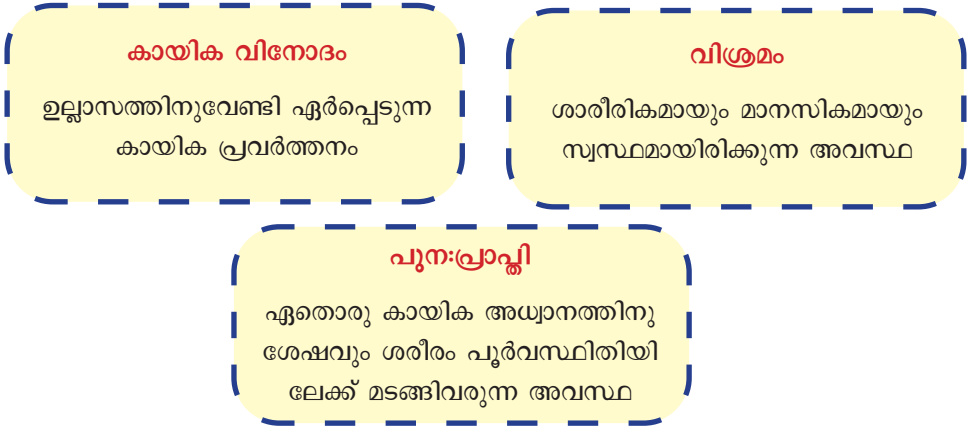 കായിക വിനോദം
ഉല്ലാസത്തിനുവേണ്ടി ഏർപ്പെടുന്ന
കായിക പ്രവർത്തനം
വിശ്രമം
ശാരീരികമായും മാനസികമായും
സ്വസ്ഥമായിരിക്കുന്ന അവസ്ഥ
പുനഃപ്രാപ്തി
ഏതൊരു കായിക അധ്വാനത്തിനു
ശേഷവും ശരീരം പൂർവസ്ഥിതിയി
ലേക്ക് മടങ്ങിവരുന്ന അവസ്ഥ